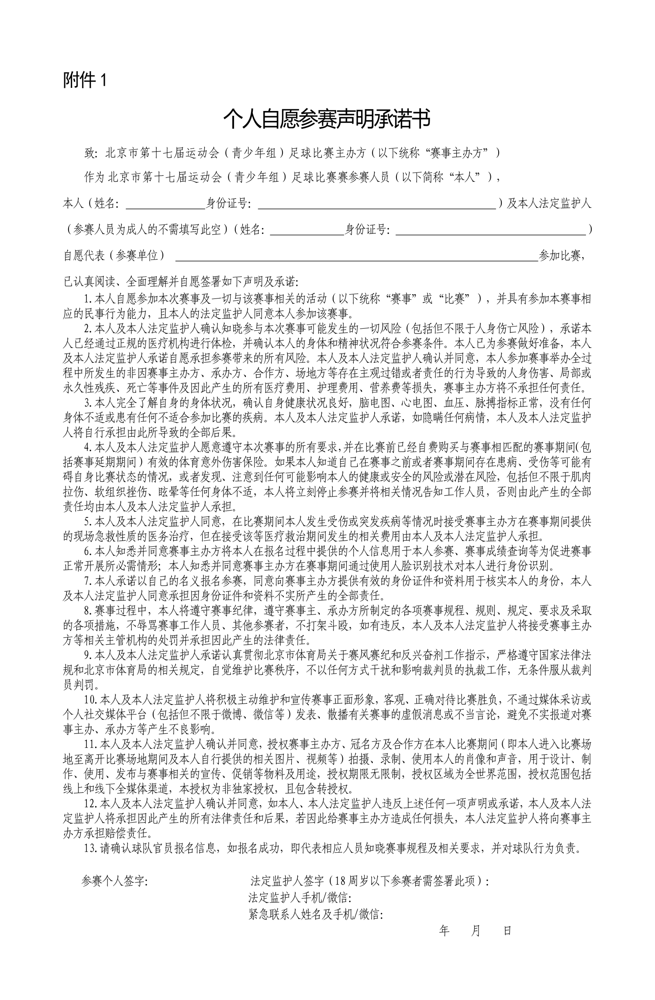 附件 1
个人自愿参赛声明承诺书
致：北京市第十七届运动会（青少年组）足球比赛主办方（以下统称“赛事主办方”）
作为 北京市第十七届运动会（青少年组）足球比赛赛参赛人员（以下简称“本人”），
本人（姓名：____________身份证号：____________________________________）及本人法定监护人
（参赛人员为成人的不需填写此空）（姓名：____________身份证号：______________________________）
自愿代表（参赛单位） ____________________________________________________________参加比赛，
已认真阅读、全面理解并自愿签署如下声明及承诺：
1.本人自愿参加本次赛事及一切与该赛事相关的活动（以下统称“赛事”或“比赛”），并具有参加本赛事相
应的民事行为能力，且本人的法定监护人同意本人参加该赛事。
2.本人及本人法定监护人确认知晓参与本次赛事可能发生的一切风险（包括但不限于人身伤亡风险），承诺本
人已经通过正规的医疗机构进行体检，并确认本人的身体和精神状况符合参赛条件。本人已为参赛做好准备，本人
及本人法定监护人承诺自愿承担参赛带来的所有风险。本人及本人法定监护人确认并同意，本人参加赛事举办全过
程中所发生的非因赛事主办方、承办方、合作方、场地方等存在主观过错或者责任的行为导致的人身伤害、局部或
永久性残疾、死亡等事件及因此产生的所有医疗费用、护理费用、营养费等损失，赛事主办方将不承担任何责任。
3.本人完全了解自身的身体状况，确认自身健康状况良好，脑电图、心电图、血压、脉搏指标正常，没有任何
身体不适或患有任何不适合参加比赛的疾病。本人及本人法定监护人承诺，如隐瞒任何病情，本人及本人法定监护
人将自行承担由此所导致的全部后果。
4.本人及本人法定监护人愿意遵守本次赛事的所有要求，并在比赛前已经自费购买与赛事相匹配的赛事期间（包
括赛事延期期间）有效的体育意外伤害保险。如果本人知道自己在赛事之前或者赛事期间存在患病、受伤等可能有
碍自身比赛状态的情况，或者发现、注意到任何可能影响本人的健康或安全的风险或潜在风险，包括但不限于肌肉
拉伤、软组织挫伤、眩晕等任何身体不适，本人将立刻停止参赛并将相关情况告知工作人员，否则由此产生的全部
责任均由本人及本人法定监护人承担。
5.本人及本人法定监护人同意，在比赛期间本人发生受伤或突发疾病等情况时接受赛事主办方在赛事期间提供
的现场急救性质的医务治疗，但在接受该等医疗救治期间发生的相关费用由本人及本人法定监护人承担。
6.本人知悉并同意赛事主办方将本人在报名过程中提供的个人信息用于本人参赛、赛事成绩查询等为促进赛事
正常开展所必需情形；本人知悉并同意赛事主办方在赛事期间通过使用人脸识别技术对本人进行身份识别。
7.本人承诺以自己的名义报名参赛，同意向赛事主办方提供有效的身份证件和资料用于核实本人的身份，本人
及本人法定监护人同意承担因身份证件和资料不实所产生的全部责任。
8.赛事过程中，本人将遵守赛事纪律，遵守赛事主、承办方所制定的各项赛事规程、规则、规定、要求及采取
的各项措施，不辱骂赛事工作人员、其他参赛者，不打架斗殴，如有违反，本人及本人法定监护人将接受赛事主办
方等相关主管机构的处罚并承担因此产生的法律责任。
9.本人及本人法定监护人承诺认真贯彻北京市体育局关于赛风赛纪和反兴奋剂工作指示，严格遵守国家法律法
规和北京市体育局的相关规定，自觉维护比赛秩序，不以任何方式干扰和影响裁判员的执裁工作，无条件服从裁判
员判罚。
10.本人及本人法定监护人将积极主动维护和宣传赛事正面形象，客观、正确对待比赛胜负，不通过媒体采访或
个人社交媒体平台（包括但不限于微博、微信等）发表、散播有关赛事的虚假消息或不当言论，避免不实报道对赛
事主办、承办方等产生不良影响。
11.本人及本人法定监护人确认并同意，授权赛事主办方、冠名方及合作方在本人比赛期间（即本人进入比赛场
地至离开比赛场地期间及本人自行提供的相关图片、视频等）拍摄、录制、使用本人的肖像和声音，用于设计、制
作、使用、发布与赛事相关的宣传、促销等物料及用途，授权期限无限制，授权区域为全世界范围，授权范围包括
线上和线下全媒体渠道，本授权为非独家授权，且包含转授权。
12.本人及本人法定监护人确认并同意，如本人、本人法定监护人违反上述任何一项声明或承诺，本人及本人法
定监护人将承担因此产生的所有法律责任和后果，若因此给赛事主办方造成任何损失，本人法定监护人将向赛事主
办方承担赔偿责任。
13.请确认球队官员报名信息，如报名成功，即代表相应人员知晓赛事规程及相关要求，并对球队行为负责。
参赛个人签字： 法定监护人签字（18 周岁以下参赛者需签署此项）：
法定监护人手机/微信：
紧急联系人姓名及手机/微信：
年 月 日